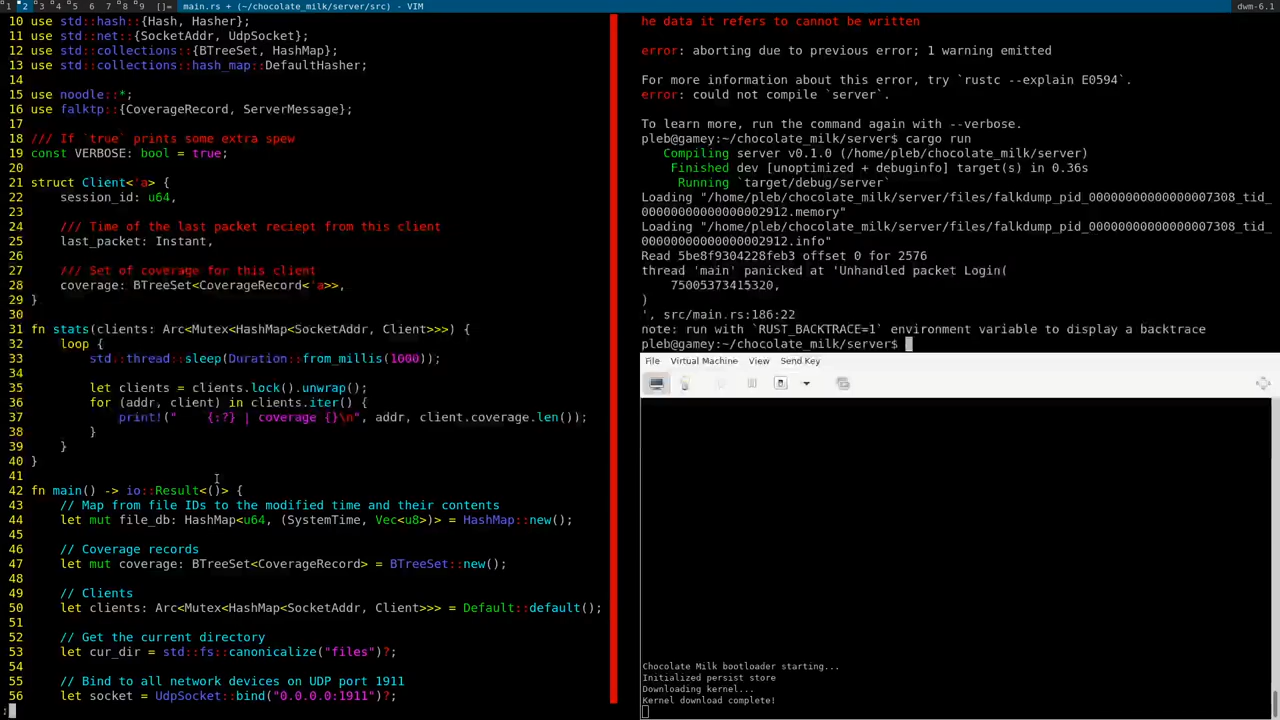 1 2 3 4 5 6 7 8 9 []= main.rs + (~/chocolate_milk/server/src) - VIM
dwm-6.1
10 use std::hash::{Hash, Hasher};
11 use std::net::{SocketAddr, UdpSocket};
12 use std::collections::{BTreeSet, HashMap};
13 use std::collections::hash_map::DefaultHasher;
14
15 use noodle::*;
16 use falktp::{CoverageRecord, ServerMessage};
17
18 /// If `true` prints some extra spew
19 const VERBOSE: bool = true;
20
21 struct Client<'a> {
22     session_id: u64,
23
24     /// Time of the last packet reciept from this client
25     last_packet: Instant,
26
27     /// Set of coverage for this client
28     coverage: BTreeSet<CoverageRecord<'a>>,
29 }
30
31 fn stats(clients: Arc<Mutex<HashMap<SocketAddr, Client>>>) {
32     loop {
33         std::thread::sleep(Duration::from_millis(1000));
34
35         let clients = clients.lock().unwrap();
36         for (addr, client) in clients.iter() {
37             print!("    {:?} | coverage {}\n", addr, client.coverage.len());
38         }
39     }
40 }
41
42 fn main() -> io::Result<()> {
43     // Map from file IDs to the modified time and their contents
44     let mut file_db: HashMap<u64, (SystemTime, Vec<u8>)> = HashMap::new();
45
46     // Coverage records
47     let mut coverage: BTreeSet<CoverageRecord> = BTreeSet::new();
48
49     // Clients
50     let clients: Arc<Mutex<HashMap<SocketAddr, Client>>> = Default::default();
51
52     // Get the current directory
53     let cur_dir = std::fs::canonicalize("files")?;
54
55     // Bind to all network devices on UDP port 1911
56     let socket = UdpSocket::bind("0.0.0.0:1911")?;
:
he data it refers to cannot be written
error: aborting due to previous error; 1 warning emitted
For more information about this error, try `rustc --explain E0594`.
error: could not compile `server`.
To learn more, run the command again with --verbose.
pleb@gamey:~/chocolate_milk/server$ cargo run
Compiling server v0.1.0 (/home/pleb/chocolate_milk/server)
Finished dev [unoptimized + debuginfo] target(s) in 0.36s
Running `target/debug/server`
Loading "/home/pleb/chocolate_milk/server/files/falkdump_pid_00000000000000007308_tid_
00000000000000002912.memory"
Loading "/home/pleb/chocolate_milk/server/files/falkdump_pid_00000000000000007308_tid_
00000000000000002912.info"
Read 5be8f9304228feb3 offset 0 for 2576
thread 'main' panicked at 'Unhandled packet Login(
75005373415320,
)
', src/main.rs:186:22
note: run with `RUST_BACKTRACE=1` environment variable to display a backtrace
pleb@gamey:~/chocolate_milk/server$
File Virtual Machine View Send Key
Chocolate Milk bootloader starting...
Initialized persist store
Downloading kernel...
Kernel download complete!